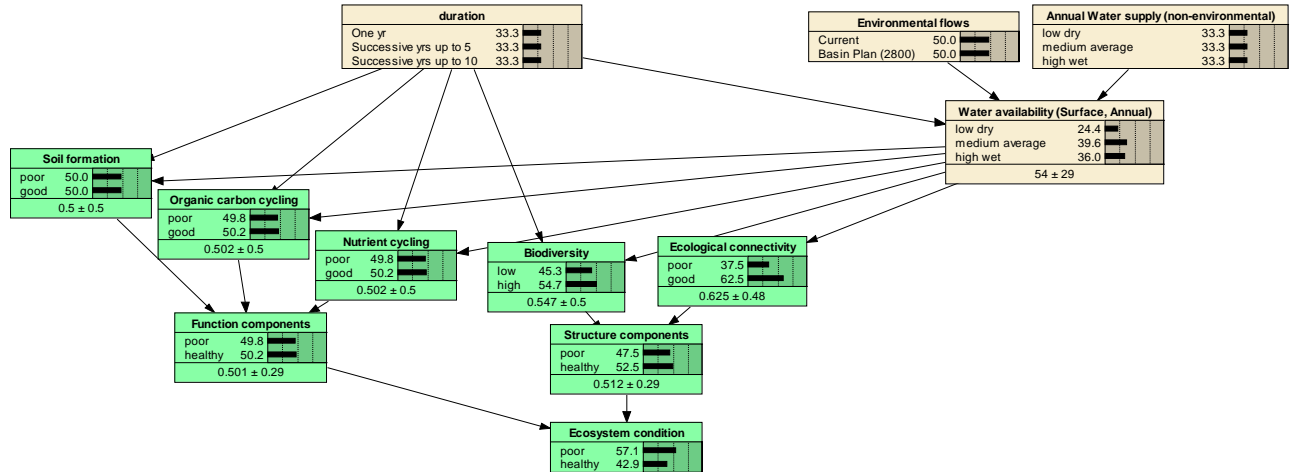 duration
One yr 33.3
Successive yrs up to 5 33.3
Successive yrs up to 10 33.3
Environmental flows
Current 50.0
Basin Plan (2800) 50.0
Annual Water supply (non-environmental)
low dry 33.3
medium average 33.3
high wet 33.3
Water availability (Surface, Annual)
low dry 24.4
medium average 39.6
high wet 36.0
54 ± 29
Soil formation
poor 50.0
good 50.0
0.5 ± 0.5
Organic carbon cycling
poor 49.8
good 50.2
0.502 ± 0.5
Nutrient cycling
poor 49.8
good 50.2
0.502 ± 0.5
Biodiversity
low 45.3
high 54.7
0.547 ± 0.5
Ecological connectivity
poor 37.5
good 62.5
0.625 ± 0.48
Function components
poor 49.8
healthy 50.2
0.501 ± 0.29
Structure components
poor 47.5
healthy 52.5
0.512 ± 0.29
Ecosystem condition
poor 57.1
healthy 42.9